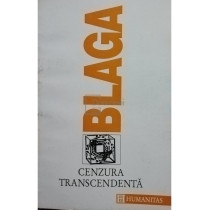 BLAGA
CENZURA
TRANSCENDENTĂ
HUMANITAS